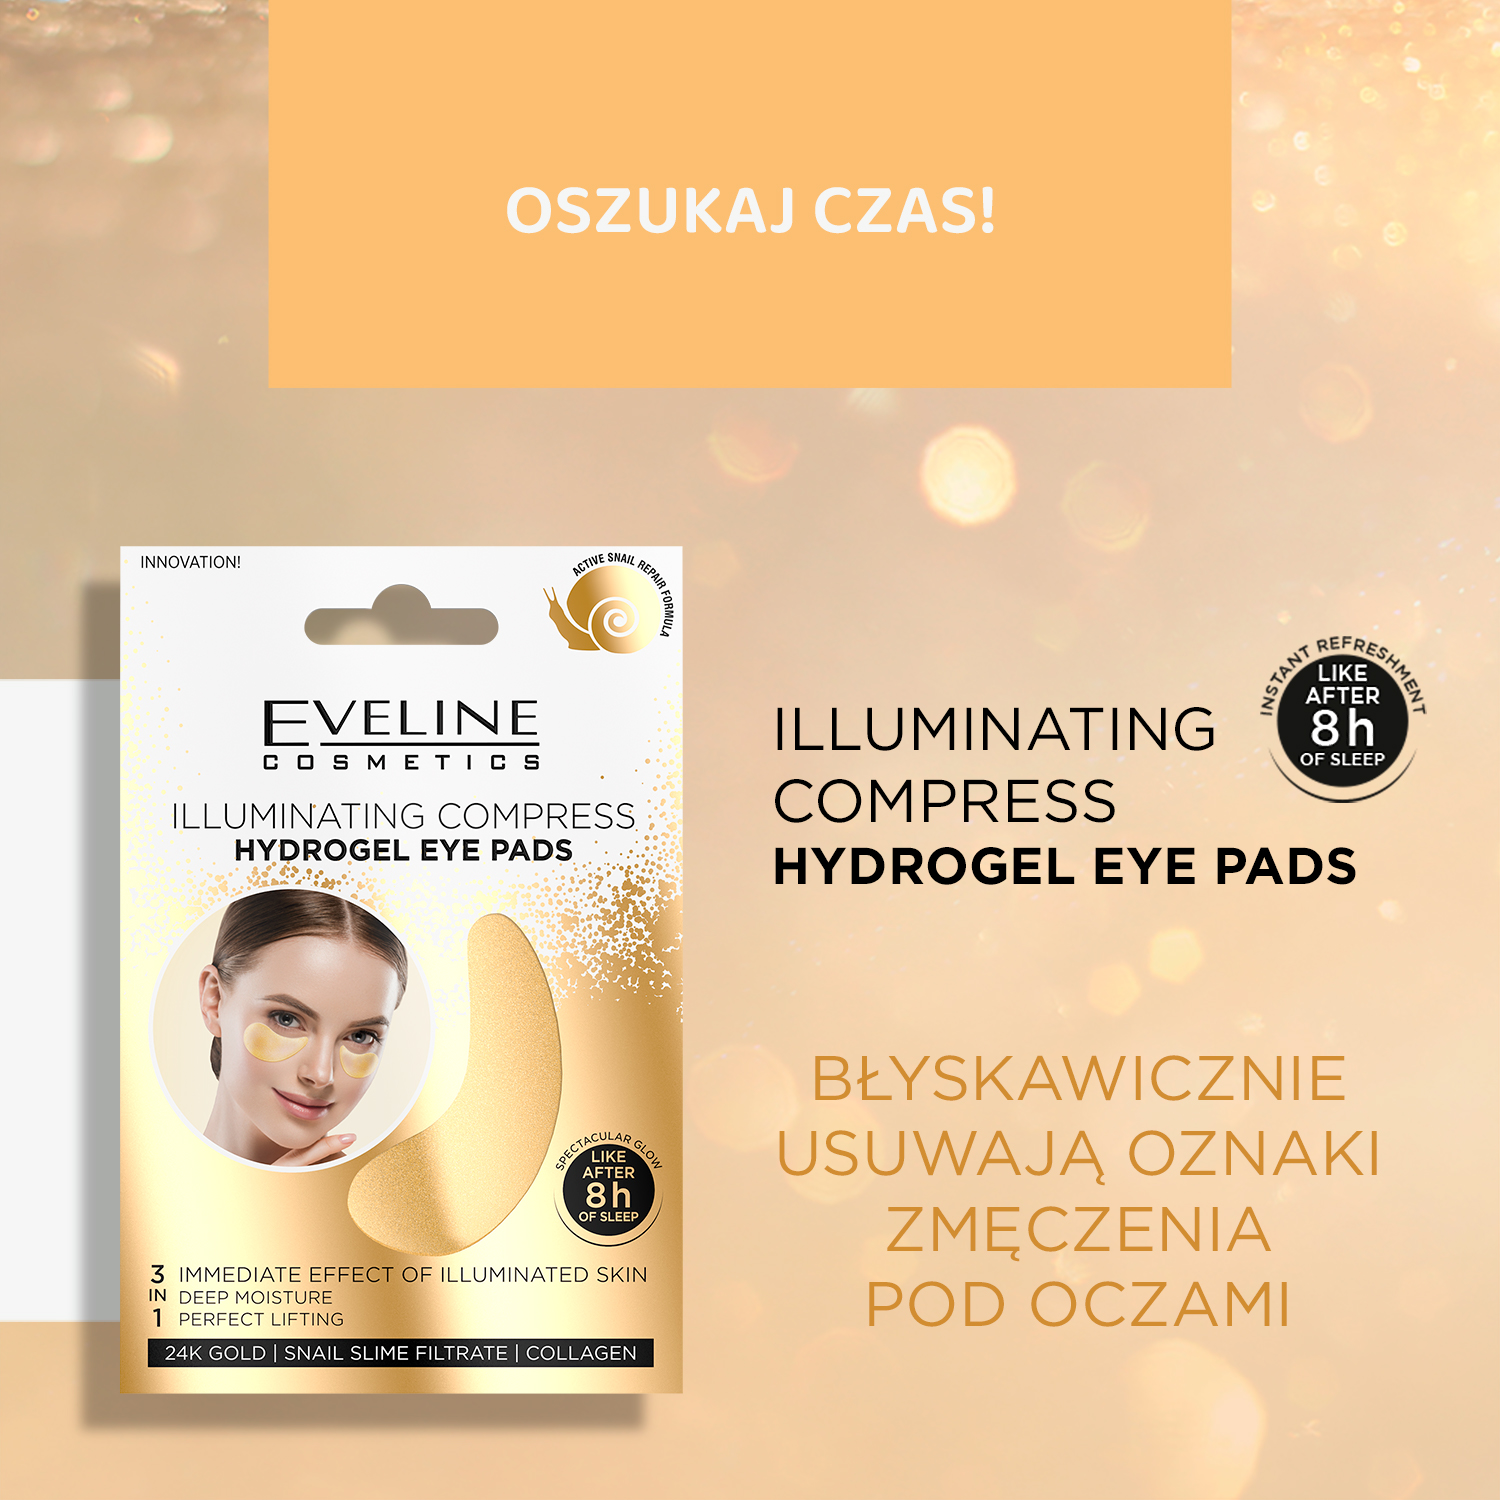 OSZUKAJ CZAS!
INNOVATION!
ACTIVE SNAIL REPAIR FORMULA
EVELINE
COSMETICS
ILLUMINATING COMPRESS
HYDROGEL EYE PADS
SPECTACULAR GLOW
LIKE
AFTER
8h
OF SLEEP
3 IN 1
IMMEDIATE EFFECT OF ILLUMINATED SKIN
DEEP MOISTURE
PERFECT LIFTING
24K GOLD | SNAIL SLIME FILTRATE | COLLAGEN
INSTANT REFRESHMENT
LIKE
AFTER
8h
OF SLEEP
ILLUMINATING
COMPRESS
HYDROGEL EYE PADS
BŁYSKAWICZNIE
USUWAJĄ OZNAKI
ZMĘCZENIA
POD OCZAMI